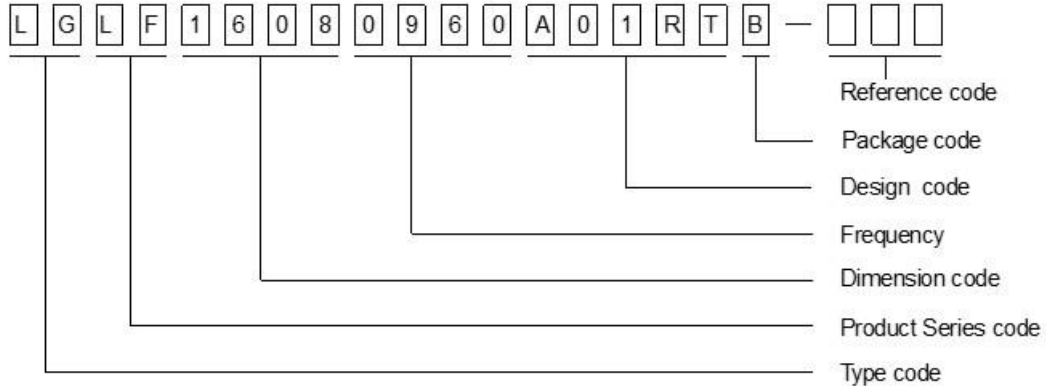 L G L F 1 6 0 8 0 9 6 0 A 0 1 R T B —
Reference code
Package code
Design code
Frequency
Dimension code
Product Series code
Type code